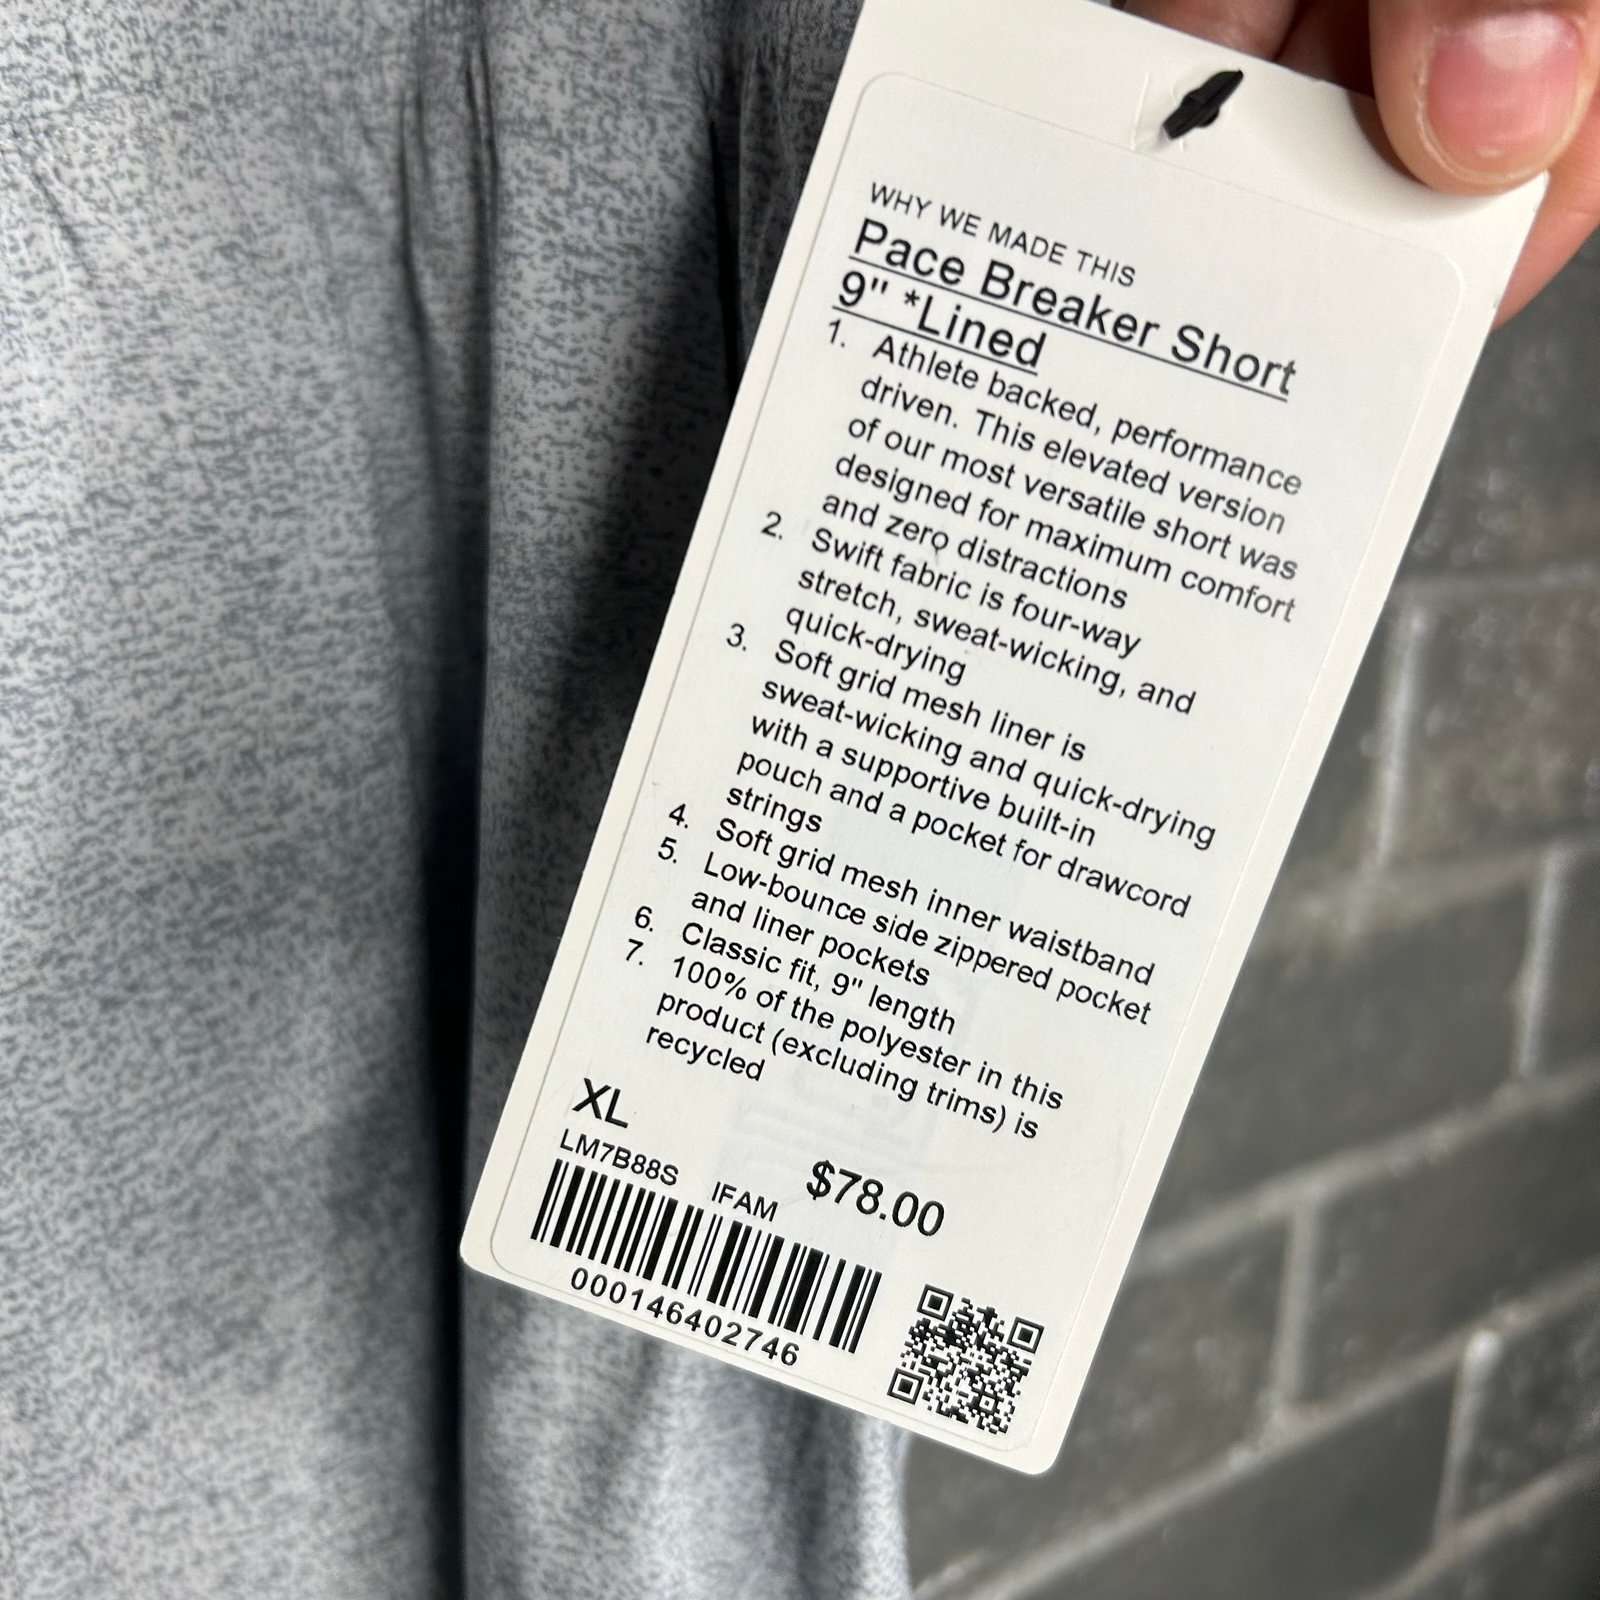 WHY WE MADE THIS
Pace Breaker Short
9" *Lined
1. Athlete backed, performance
driven. This elevated version
of our most versatile short was
designed for maximum comfort
and zero distractions
2. Swift fabric is four-way
stretch, sweat-wicking, and
quick-drying
3. Soft grid mesh liner is
sweat-wicking and quick-drying
with a supportive built-in
pouch and a pocket for drawcord
strings
4. Soft grid mesh inner waistband
5. Low-bounce side zippered pocket
and liner pockets
6. Classic fit, 9" length
7. 100% of the polyester in this
product (excluding trims) is
recycled
XL
LM7B88S IFAM $78.00
000146402746